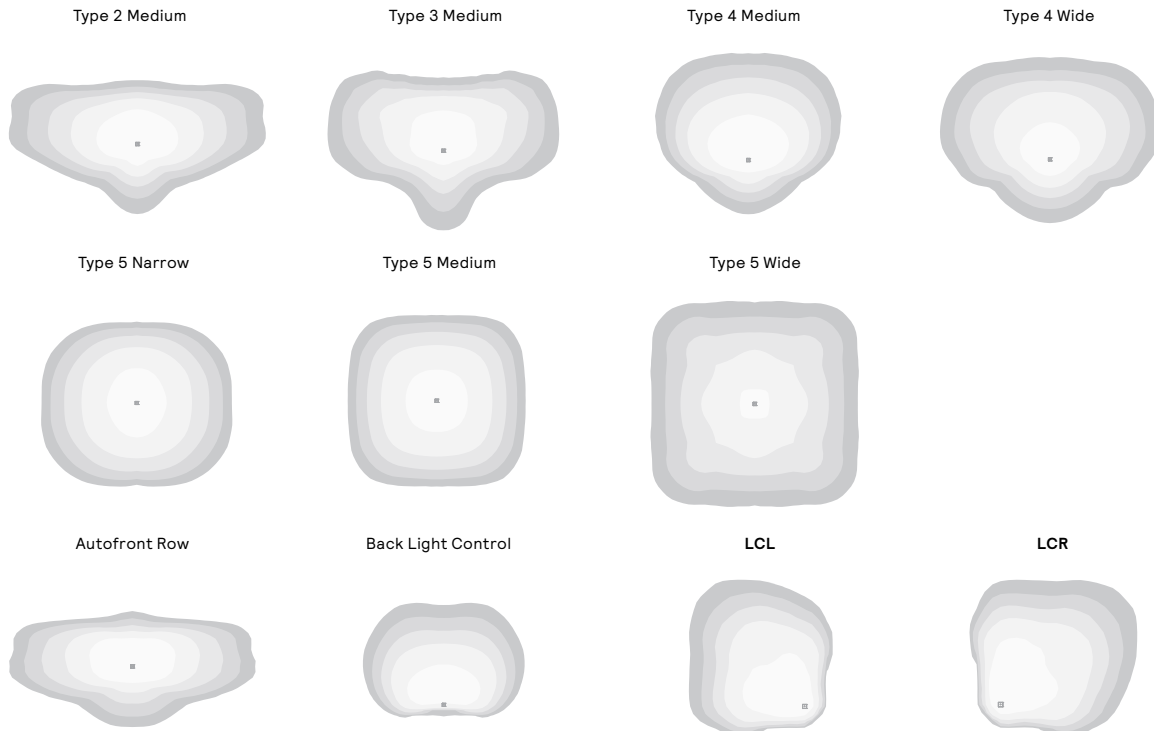 Type 2 Medium
Type 3 Medium
Type 4 Medium
Type 4 Wide
Type 5 Narrow
Type 5 Medium
Type 5 Wide
Autofront Row
Back Light Control
LCL
LCR